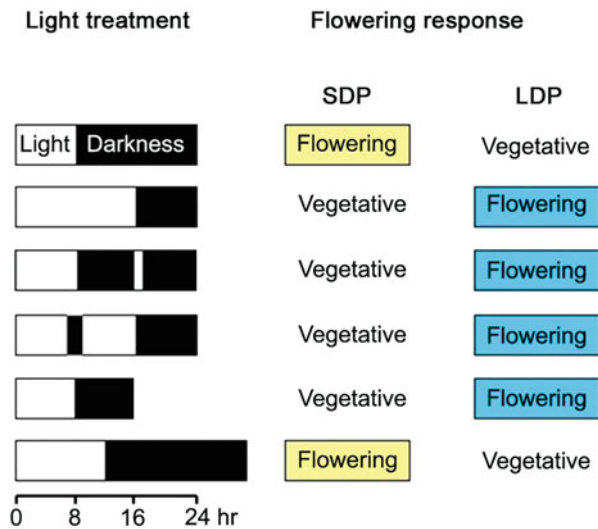 Light treatment Flowering response
SDP LDP
Light Darkness Flowering Vegetative
Vegetative Flowering
Vegetative Flowering
Vegetative Flowering
Vegetative Flowering
Flowering Vegetative
0 8 16 24 hr